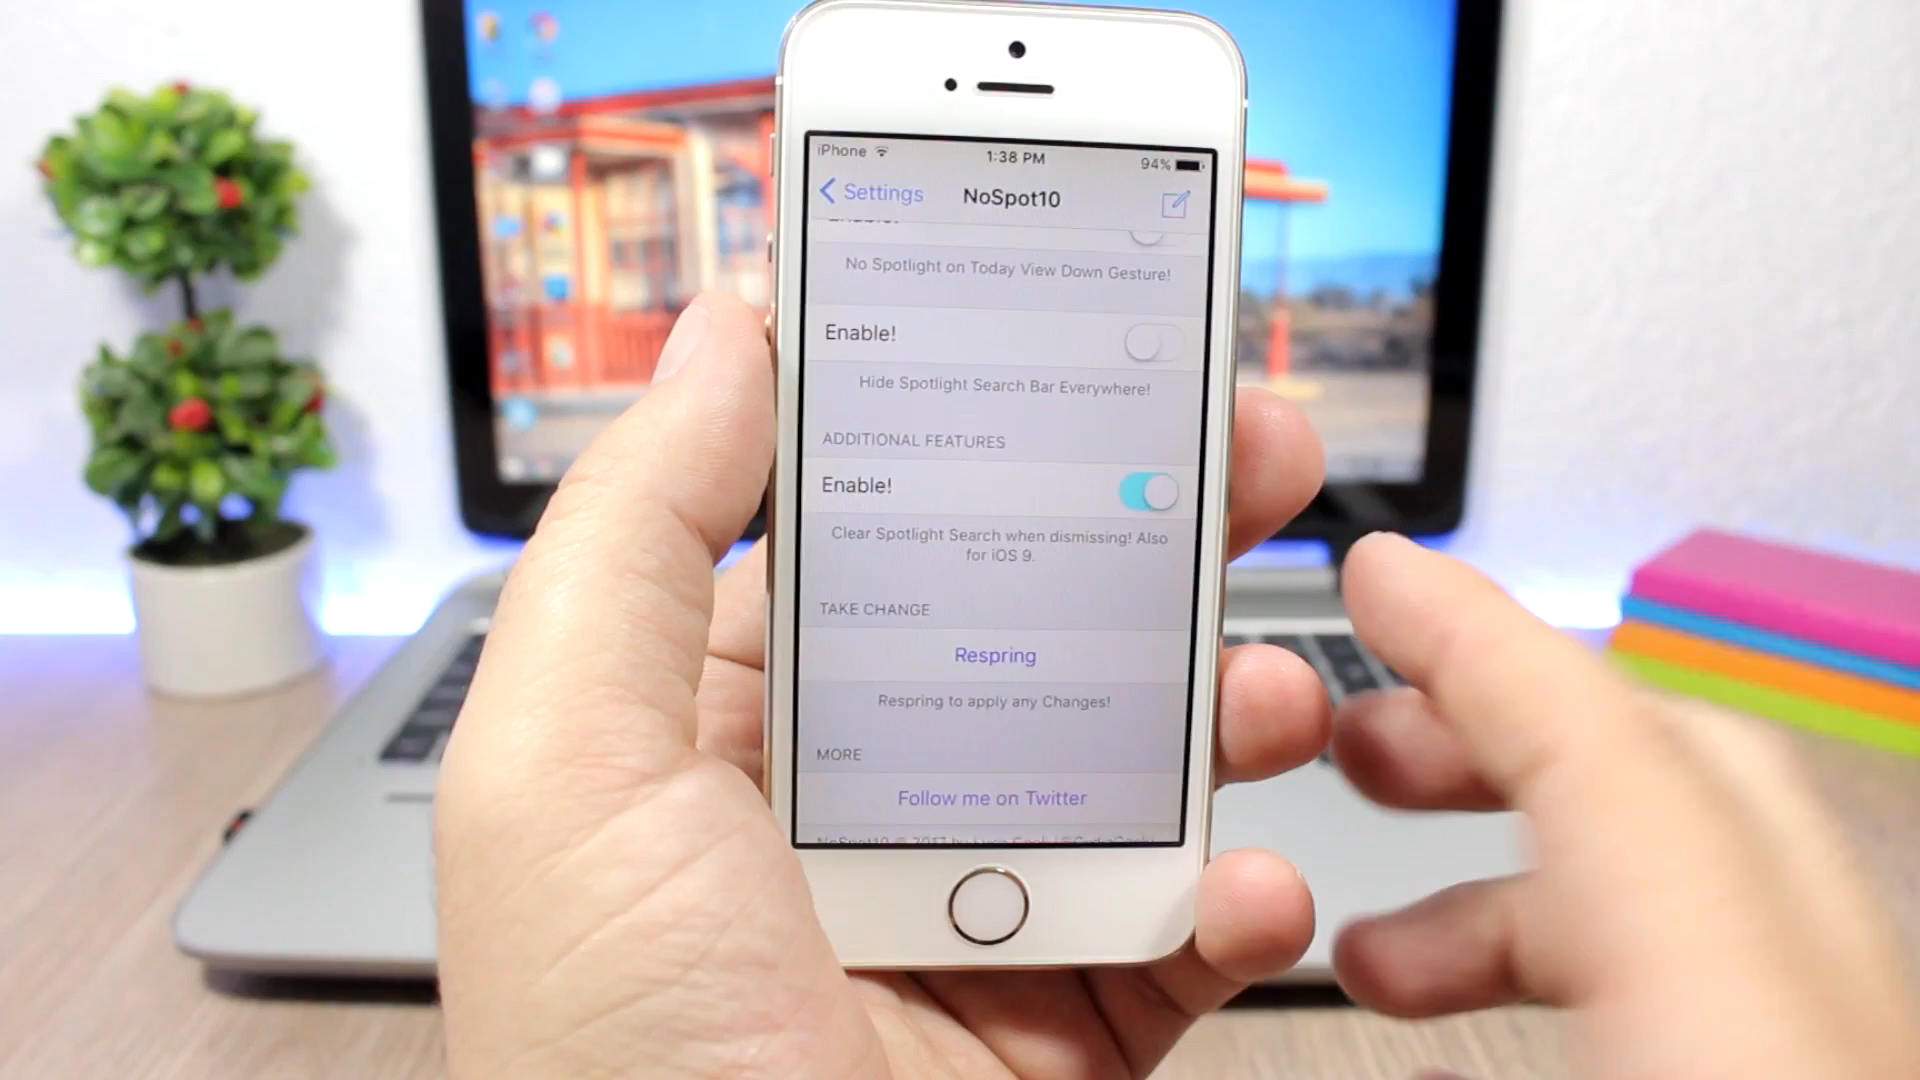 iPhone 1:38 PM 94%
Settings NoSpot10
No Spotlight on Today View Down Gesture!
Enable!
Hide Spotlight Search Bar Everywhere!
ADDITIONAL FEATURES
Enable!
Clear Spotlight Search when dismissing! Also
for iOS 9.
TAKE CHANGE
Respring
Respring to apply any Changes!
MORE
Follow me on Twitter